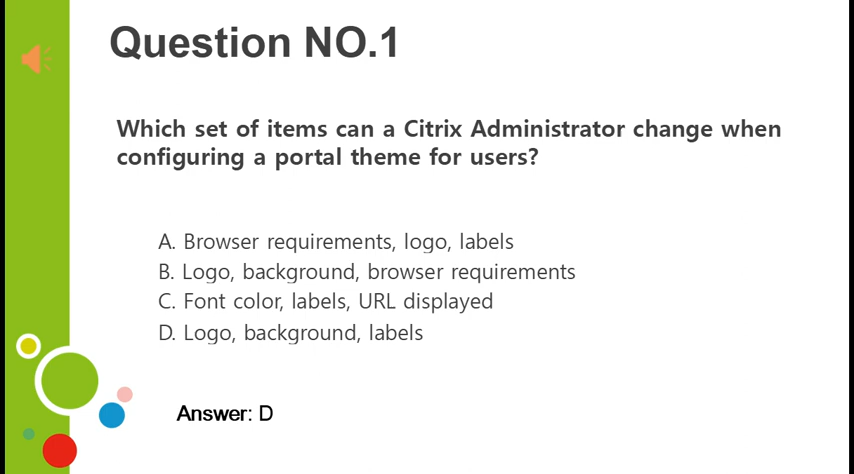 Question NO.1
Which set of items can a Citrix Administrator change when
configuring a portal theme for users?
A. Browser requirements, logo, labels
B. Logo, background, browser requirements
C. Font color, labels, URL displayed
D. Logo, background, labels
Answer: D